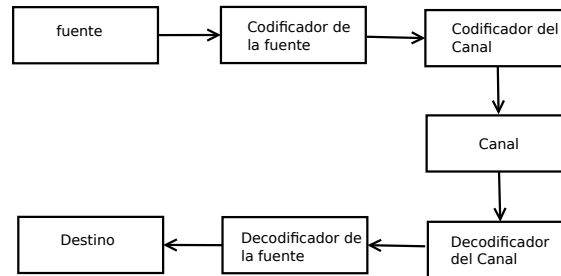 fuente
Codificador de
la fuente
Codificador del
Canal
Canal
Decodificador
del Canal
Decodificador de
la fuente
Destino